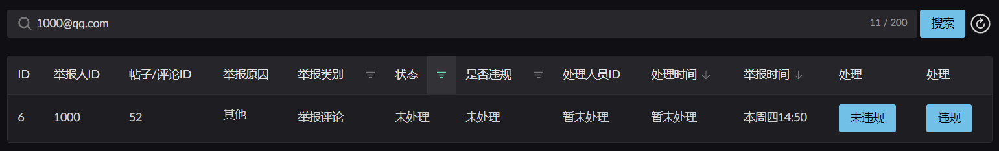 1000@qq.com 11 / 200 搜索
ID 举报人ID 帖子/评论ID 举报原因 举报类别 状态 是否违规 处理人员ID 处理时间 举报时间 处理 处理
6 1000 52 其他 举报评论 未处理 未处理 暂未处理 暂未处理 本周四14:50 未违规 违规